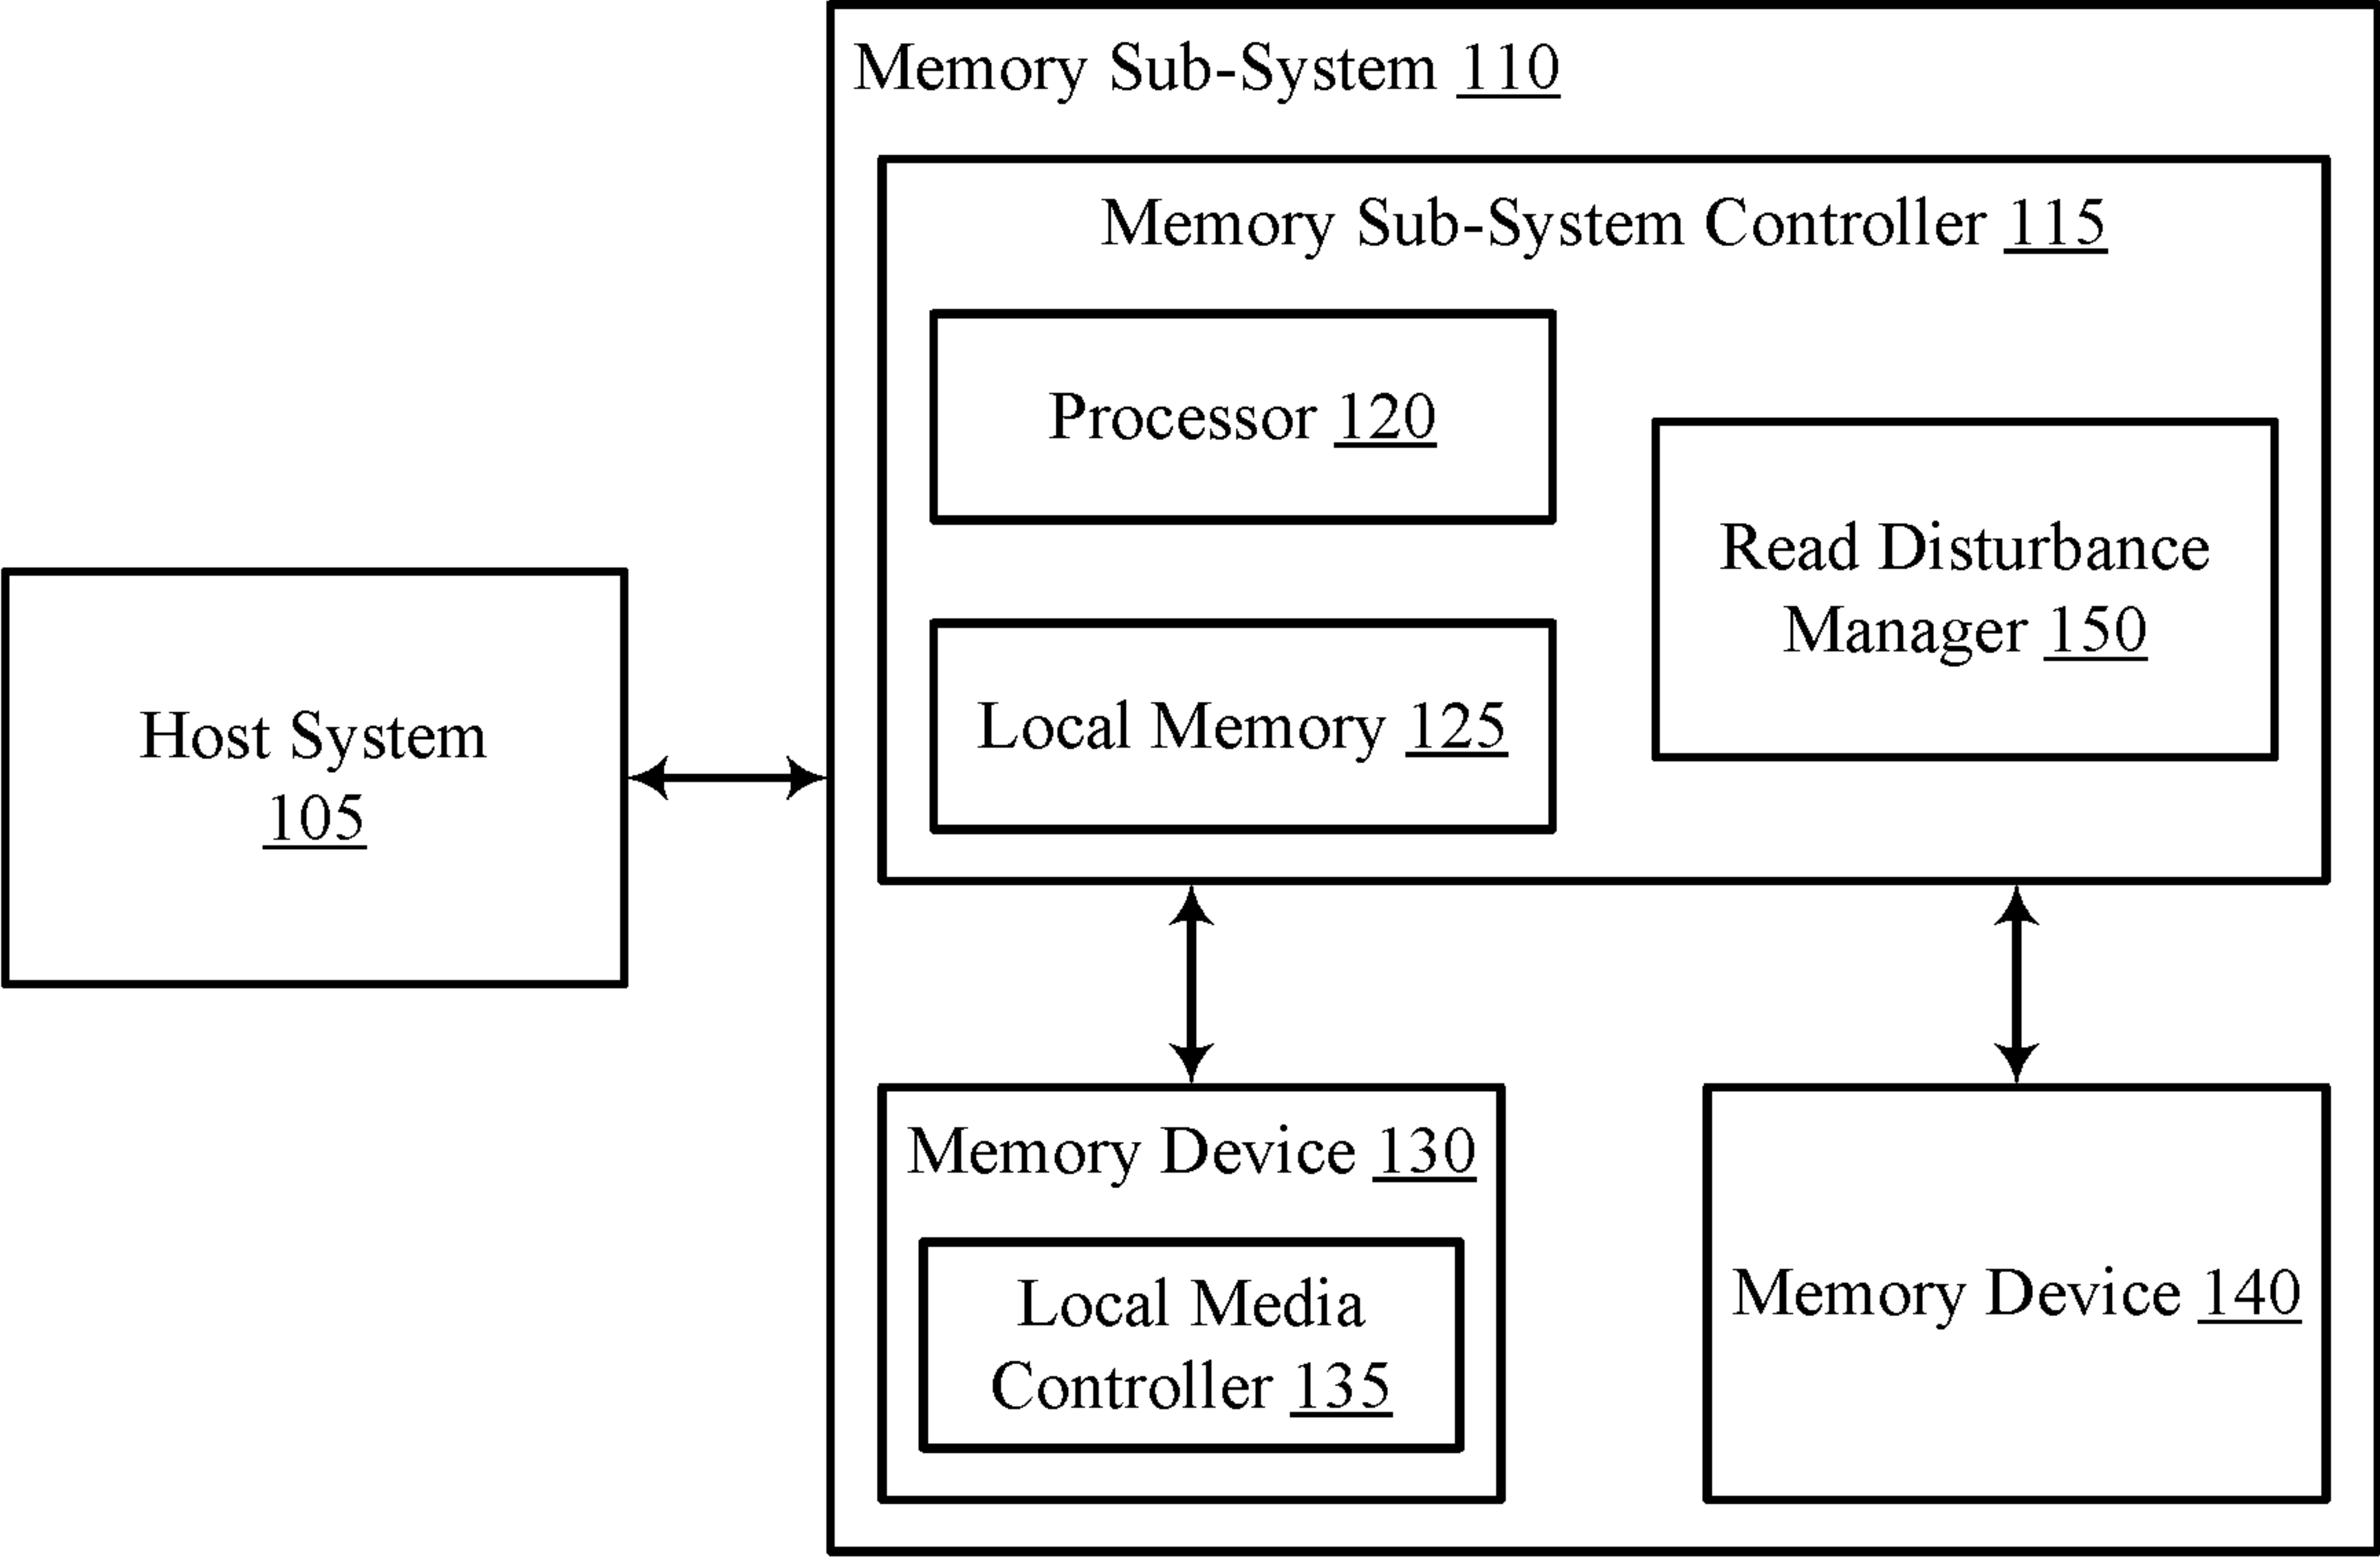 Memory Sub-System 110
Memory Sub-System Controller 115
Processor 120
Read Disturbance
Manager 150
Local Memory 125
Host System
105
Memory Device 130
Local Media
Controller 135
Memory Device 140